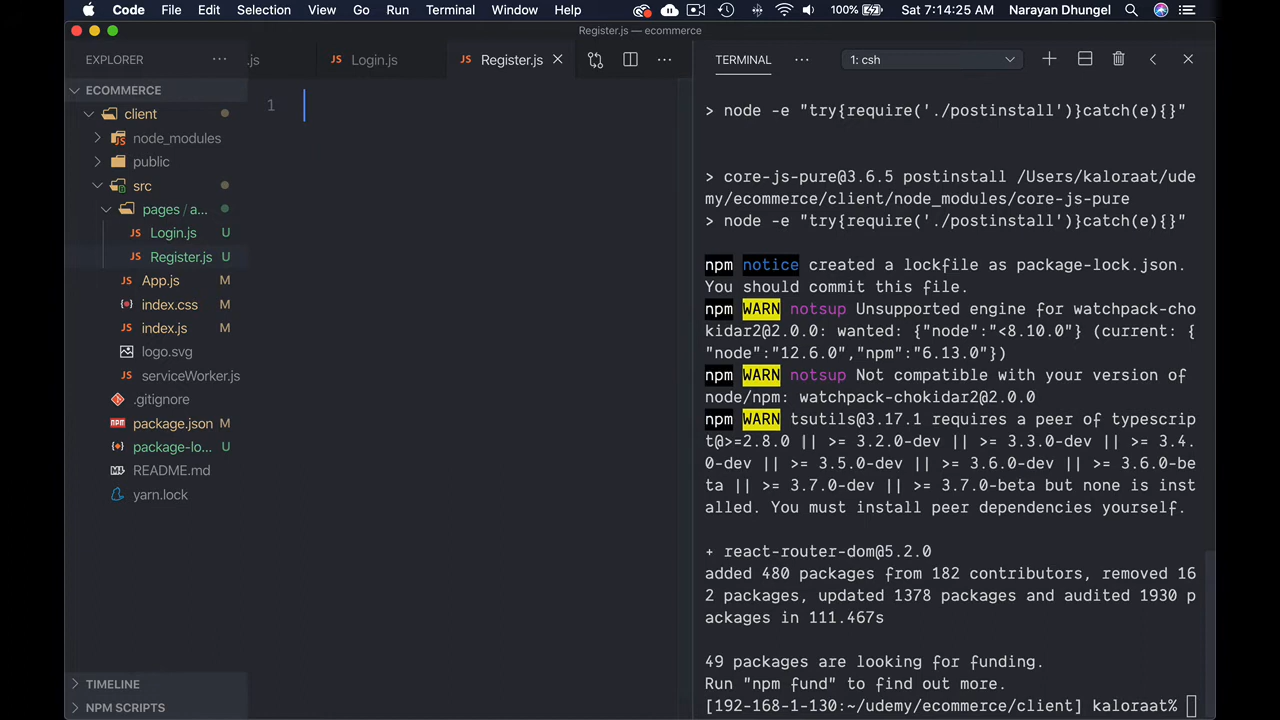 Code File Edit Selection View Go Run Terminal Window Help 100% Sat 7:14:25 AM Narayan Dhungel
Register.js — ecommerce
EXPLORER ··· .js JS Login.js JS Register.js ···
ECOMMERCE
client
node_modules
public
src
pages / a...
JS Login.js U
JS Register.js U
JS App.js M
index.css M
JS index.js M
logo.svg
JS serviceWorker.js
.gitignore
package.json M
package-lo... U
README.md
yarn.lock
TIMELINE
NPM SCRIPTS
1
TERMINAL ··· 1: csh
> node -e "try{require('./postinstall')}catch(e){}"
> core-js-pure@3.6.5 postinstall /Users/kaloraat/ude
my/ecommerce/client/node_modules/core-js-pure
> node -e "try{require('./postinstall')}catch(e){}"
npm notice created a lockfile as package-lock.json.
You should commit this file.
npm WARN notsup Unsupported engine for watchpack-cho
kidar2@2.0.0: wanted: {"node":"<8.10.0"} (current: {
"node":"12.6.0","npm":"6.13.0"})
npm WARN notsup Not compatible with your version of
node/npm: watchpack-chokidar2@2.0.0
npm WARN tsutils@3.17.1 requires a peer of typescrip
t@>=2.8.0 || >= 3.2.0-dev || >= 3.3.0-dev || >= 3.4.
0-dev || >= 3.5.0-dev || >= 3.6.0-dev || >= 3.6.0-be
ta || >= 3.7.0-dev || >= 3.7.0-beta but none is inst
alled. You must install peer dependencies yourself.
+ react-router-dom@5.2.0
added 480 packages from 182 contributors, removed 16
2 packages, updated 1378 packages and audited 1930 p
ackages in 111.467s
49 packages are looking for funding.
Run "npm fund" to find out more.
[192-168-1-130:~/udemy/ecommerce/client] kaloraat%